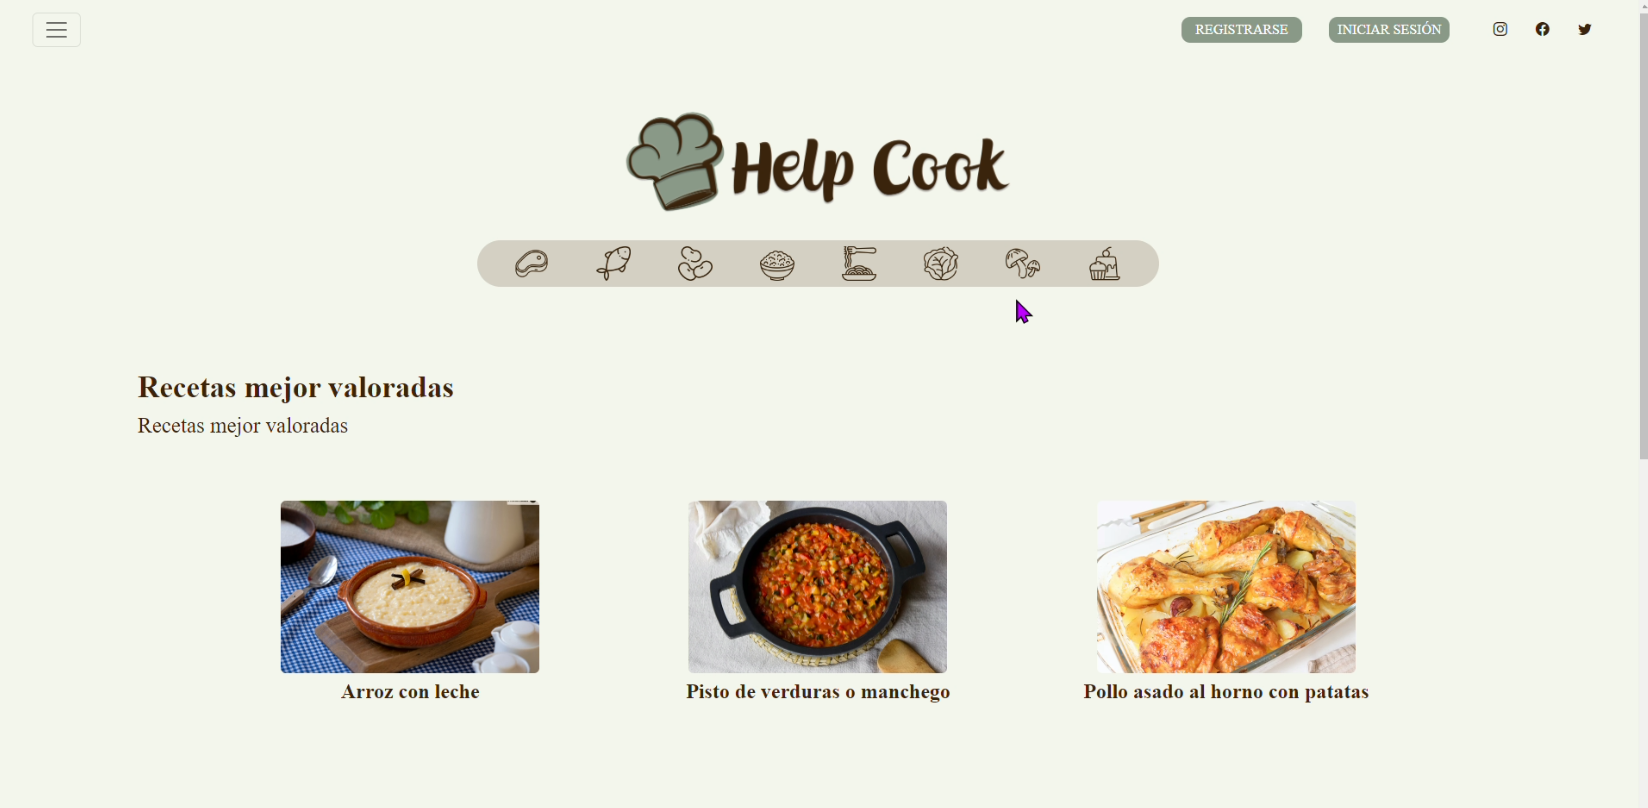 REGISTRARSE
INICIAR SESIÓN
Help Cook
Recetas mejor valoradas
Recetas mejor valoradas
Arroz con leche
Pisto de verduras o manchego
Pollo asado al horno con patatas